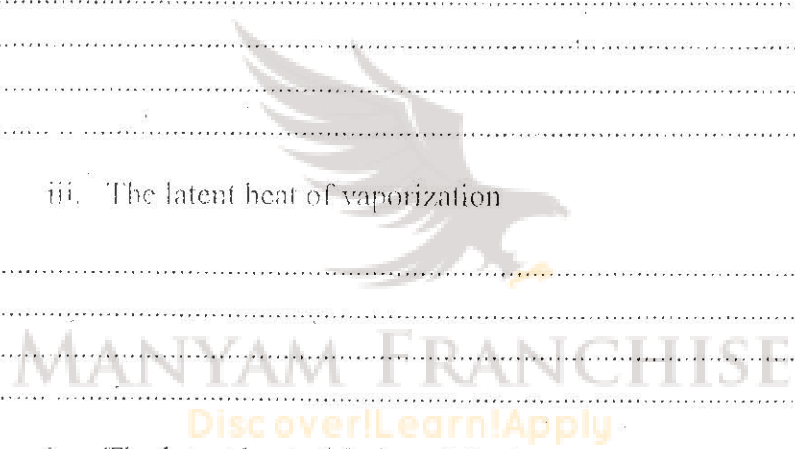 iii. The latent heat of vaporization
MANYAM FRANCHISE
Discover!Learn!Apply